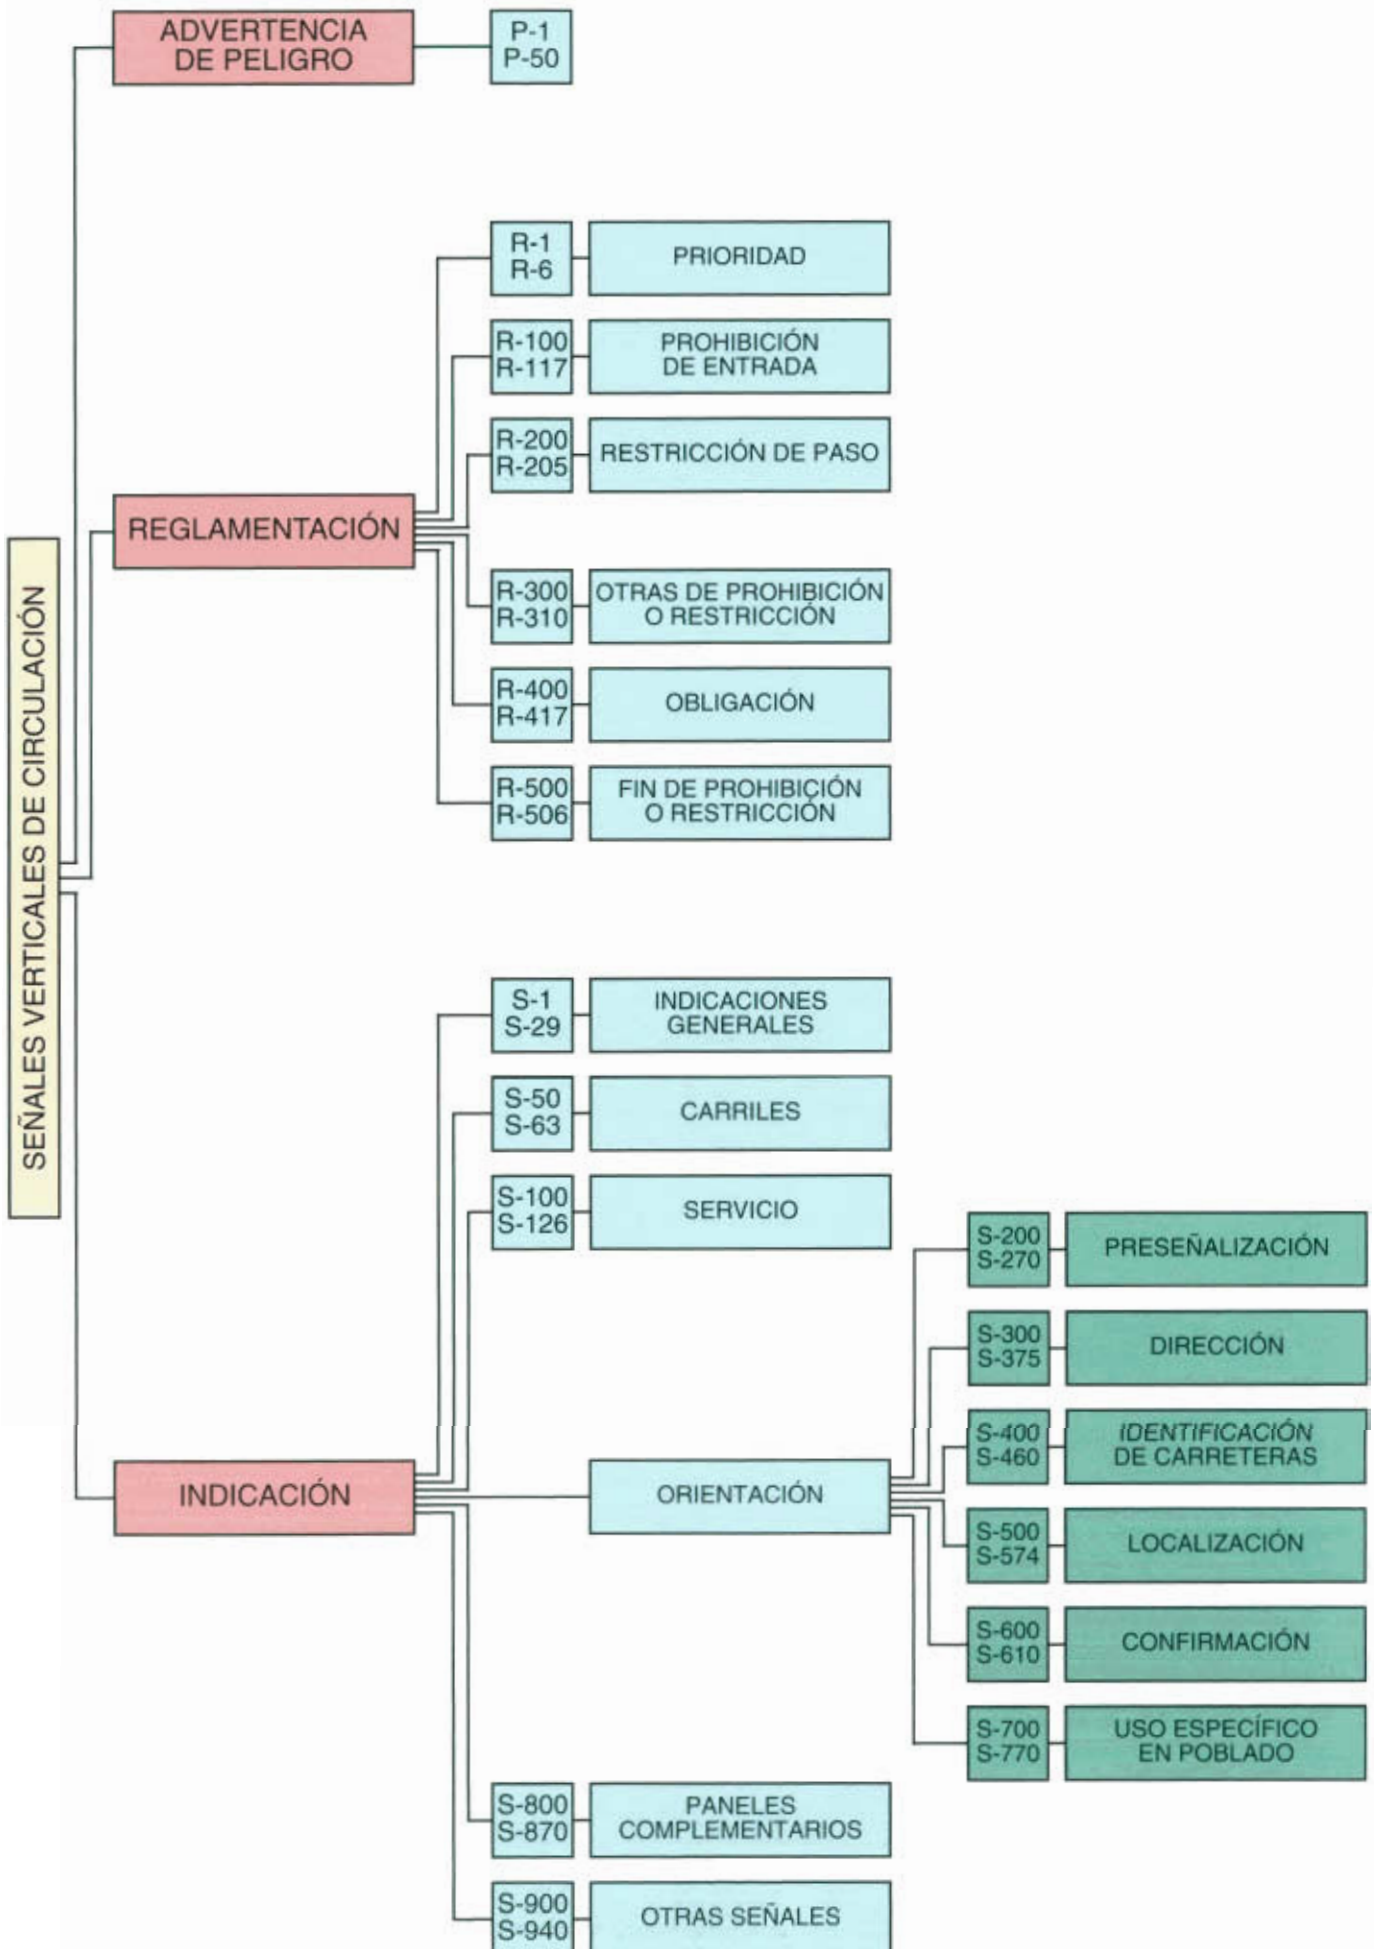 ADVERTENCIA
DE PELIGRO
P-1
P-50
SEÑALES VERTICALES DE CIRCULACIÓN
REGLAMENTACIÓN
R-1
R-6
PRIORIDAD
R-100
R-117
PROHIBICIÓN
DE ENTRADA
R-200
R-205
RESTRICCIÓN DE PASO
R-300
R-310
OTRAS DE PROHIBICIÓN
O RESTRICCIÓN
R-400
R-417
OBLIGACIÓN
R-500
R-506
FIN DE PROHIBICIÓN
O RESTRICCIÓN
INDICACIÓN
S-1
S-29
INDICACIONES
GENERALES
S-50
S-63
CARRILES
S-100
S-126
SERVICIO
ORIENTACIÓN
S-200
S-270
PRESEÑALIZACIÓN
S-300
S-375
DIRECCIÓN
S-400
S-460
IDENTIFICACIÓN
DE CARRETERAS
S-500
S-574
LOCALIZACIÓN
S-600
S-610
CONFIRMACIÓN
S-700
S-770
USO ESPECÍFICO
EN POBLADO
S-800
S-870
PANELES
COMPLEMENTARIOS
S-900
S-940
OTRAS SEÑALES